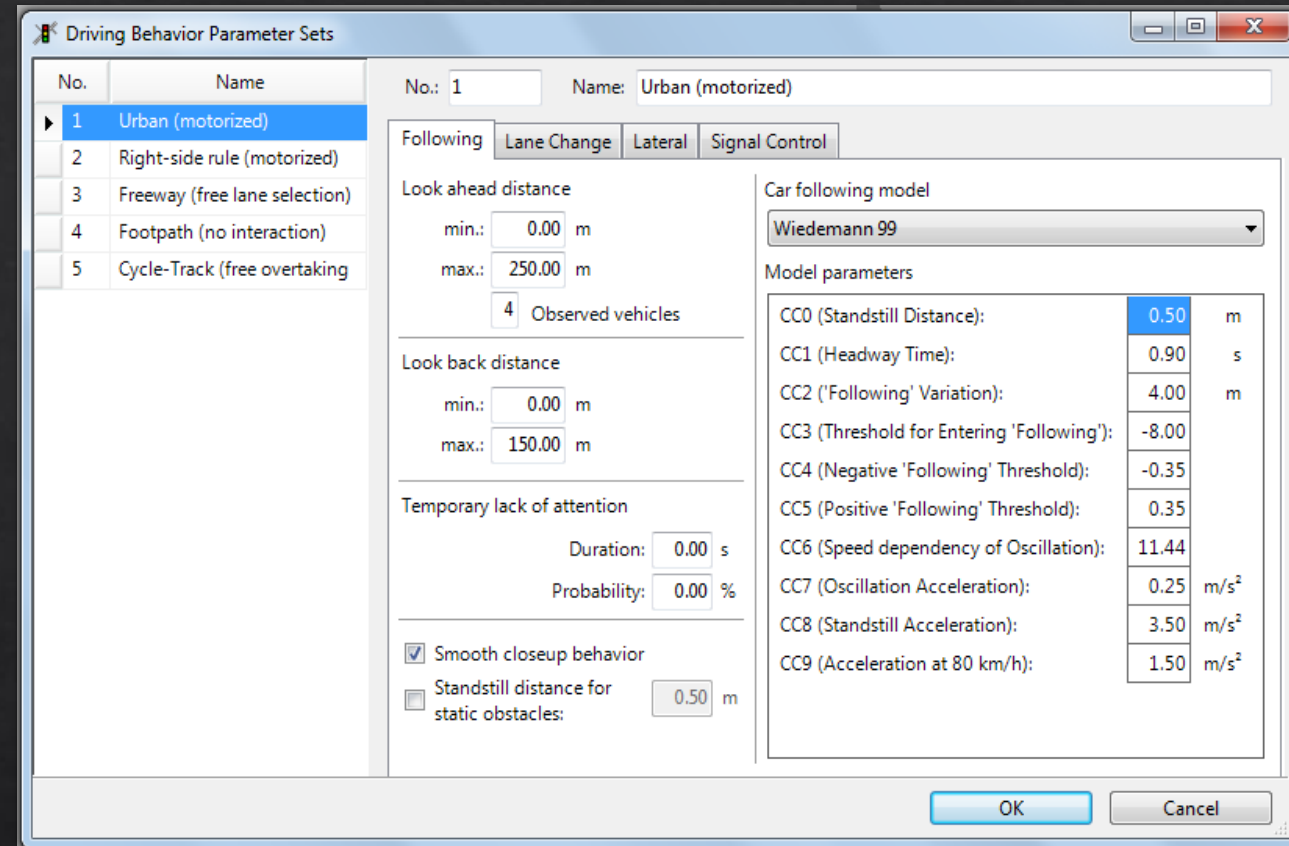 Driving Behavior Parameter Sets
No. Name
1 Urban (motorized)
2 Right-side rule (motorized)
3 Freeway (free lane selection)
4 Footpath (no interaction)
5 Cycle-Track (free overtaking
No.: 1 Name: Urban (motorized)
Following Lane Change Lateral Signal Control
Look ahead distance
min.: 0.00 m
max.: 250.00 m
4 Observed vehicles
Look back distance
min.: 0.00 m
max.: 150.00 m
Temporary lack of attention
Duration: 0.00 s
Probability: 0.00 %
Smooth closeup behavior
Standstill distance for
static obstacles: 0.50 m
Car following model
Wiedemann 99
Model parameters
CC0 (Standstill Distance): 0.50 m
CC1 (Headway Time): 0.90 s
CC2 ('Following' Variation): 4.00 m
CC3 (Threshold for Entering 'Following'): -8.00
CC4 (Negative 'Following' Threshold): -0.35
CC5 (Positive 'Following' Threshold): 0.35
CC6 (Speed dependency of Oscillation): 11.44
CC7 (Oscillation Acceleration): 0.25 m/s²
CC8 (Standstill Acceleration): 3.50 m/s²
CC9 (Acceleration at 80 km/h): 1.50 m/s²
OK Cancel